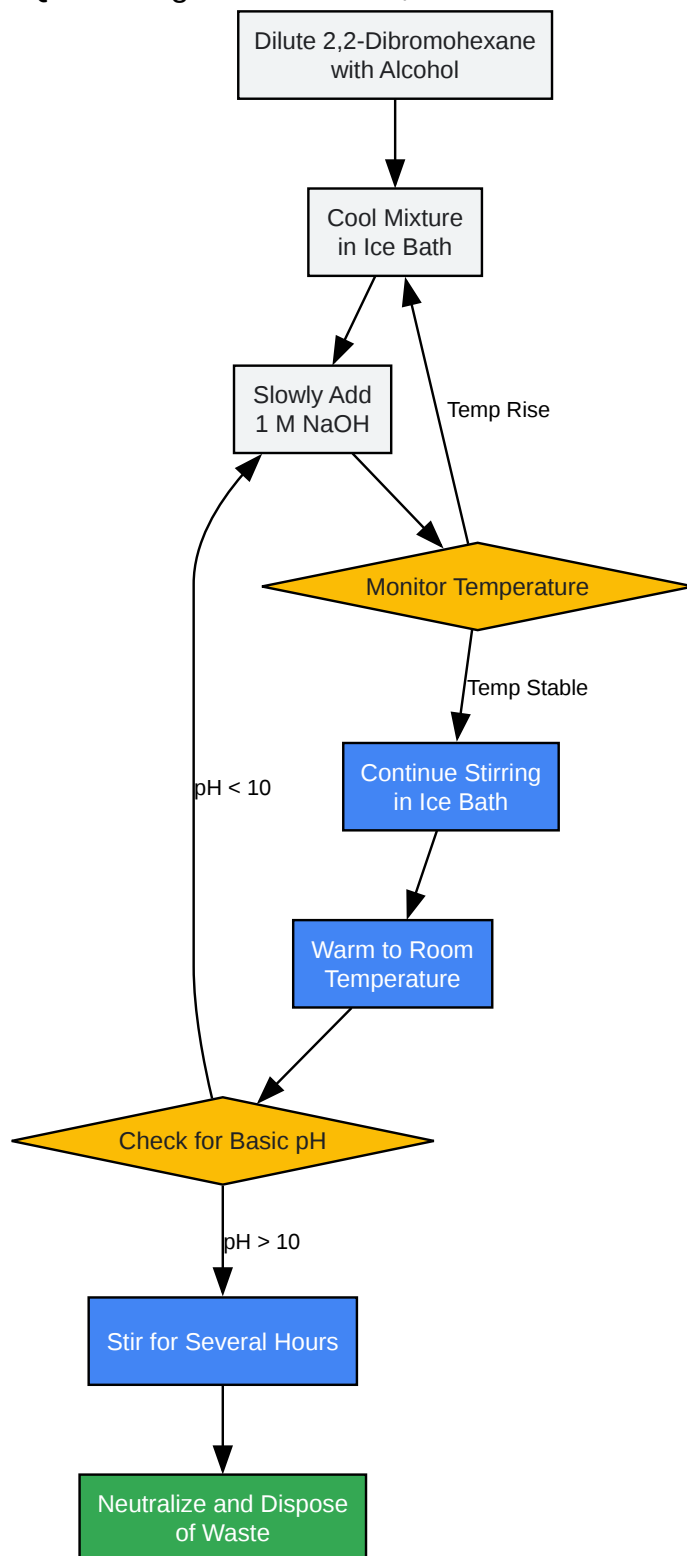 Dilute 2,2-Dibromohexane
with Alcohol
Cool Mixture
in Ice Bath
Slowly Add
1 M NaOH
Temp Rise
Monitor Temperature
Temp Stable
Continue Stirring
in Ice Bath
pH < 10
Warm to Room
Temperature
Check for Basic pH
pH > 10
Stir for Several Hours
Neutralize and Dispose
of Waste